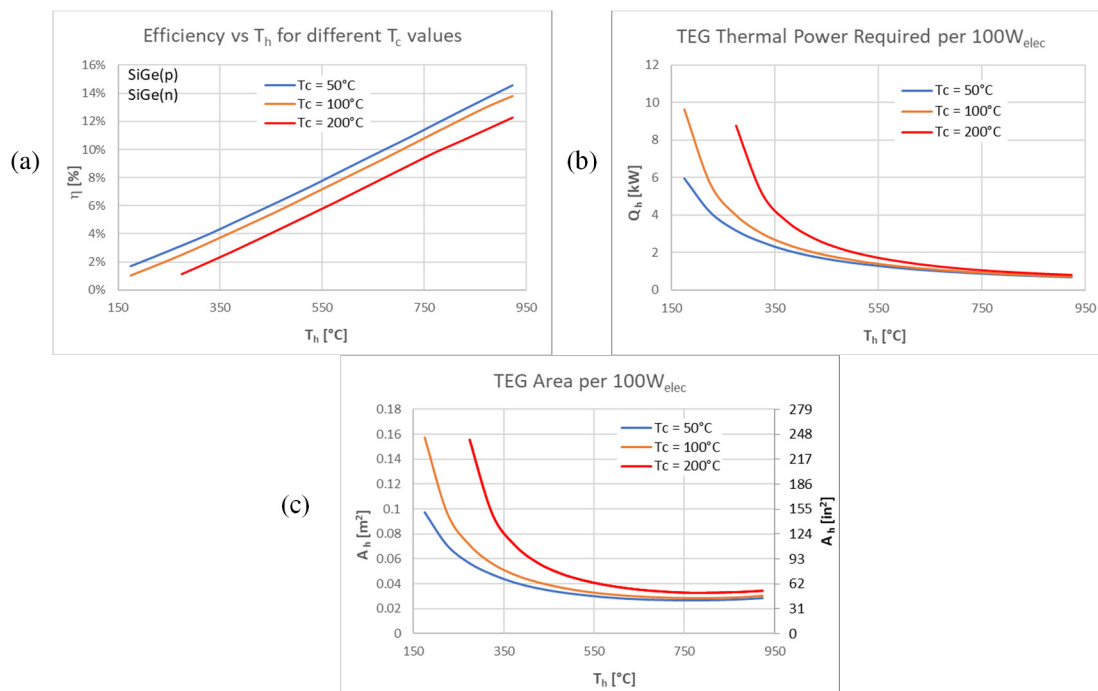 (a)
Efficiency vs Th for different Tc values
SiGe(p)
SiGe(n)
Tc = 50°C
Tc = 100°C
Tc = 200°C
η [%]
16%
14%
12%
10%
8%
6%
4%
2%
0%
150 350 550 750 950
Th [°C]
(b)
TEG Thermal Power Required per 100Welec
Tc = 50°C
Tc = 100°C
Tc = 200°C
Qh [kW]
12
10
8
6
4
2
0
150 350 550 750 950
Th [°C]
(c)
TEG Area per 100Welec
Tc = 50°C
Tc = 100°C
Tc = 200°C
Ah [m²]
0.18
0.16
0.14
0.12
0.1
0.08
0.06
0.04
0.02
0
279
248
217
186
155
124
93
62
31
0
Ah [in²]
150 350 550 750 950
Th [°C]